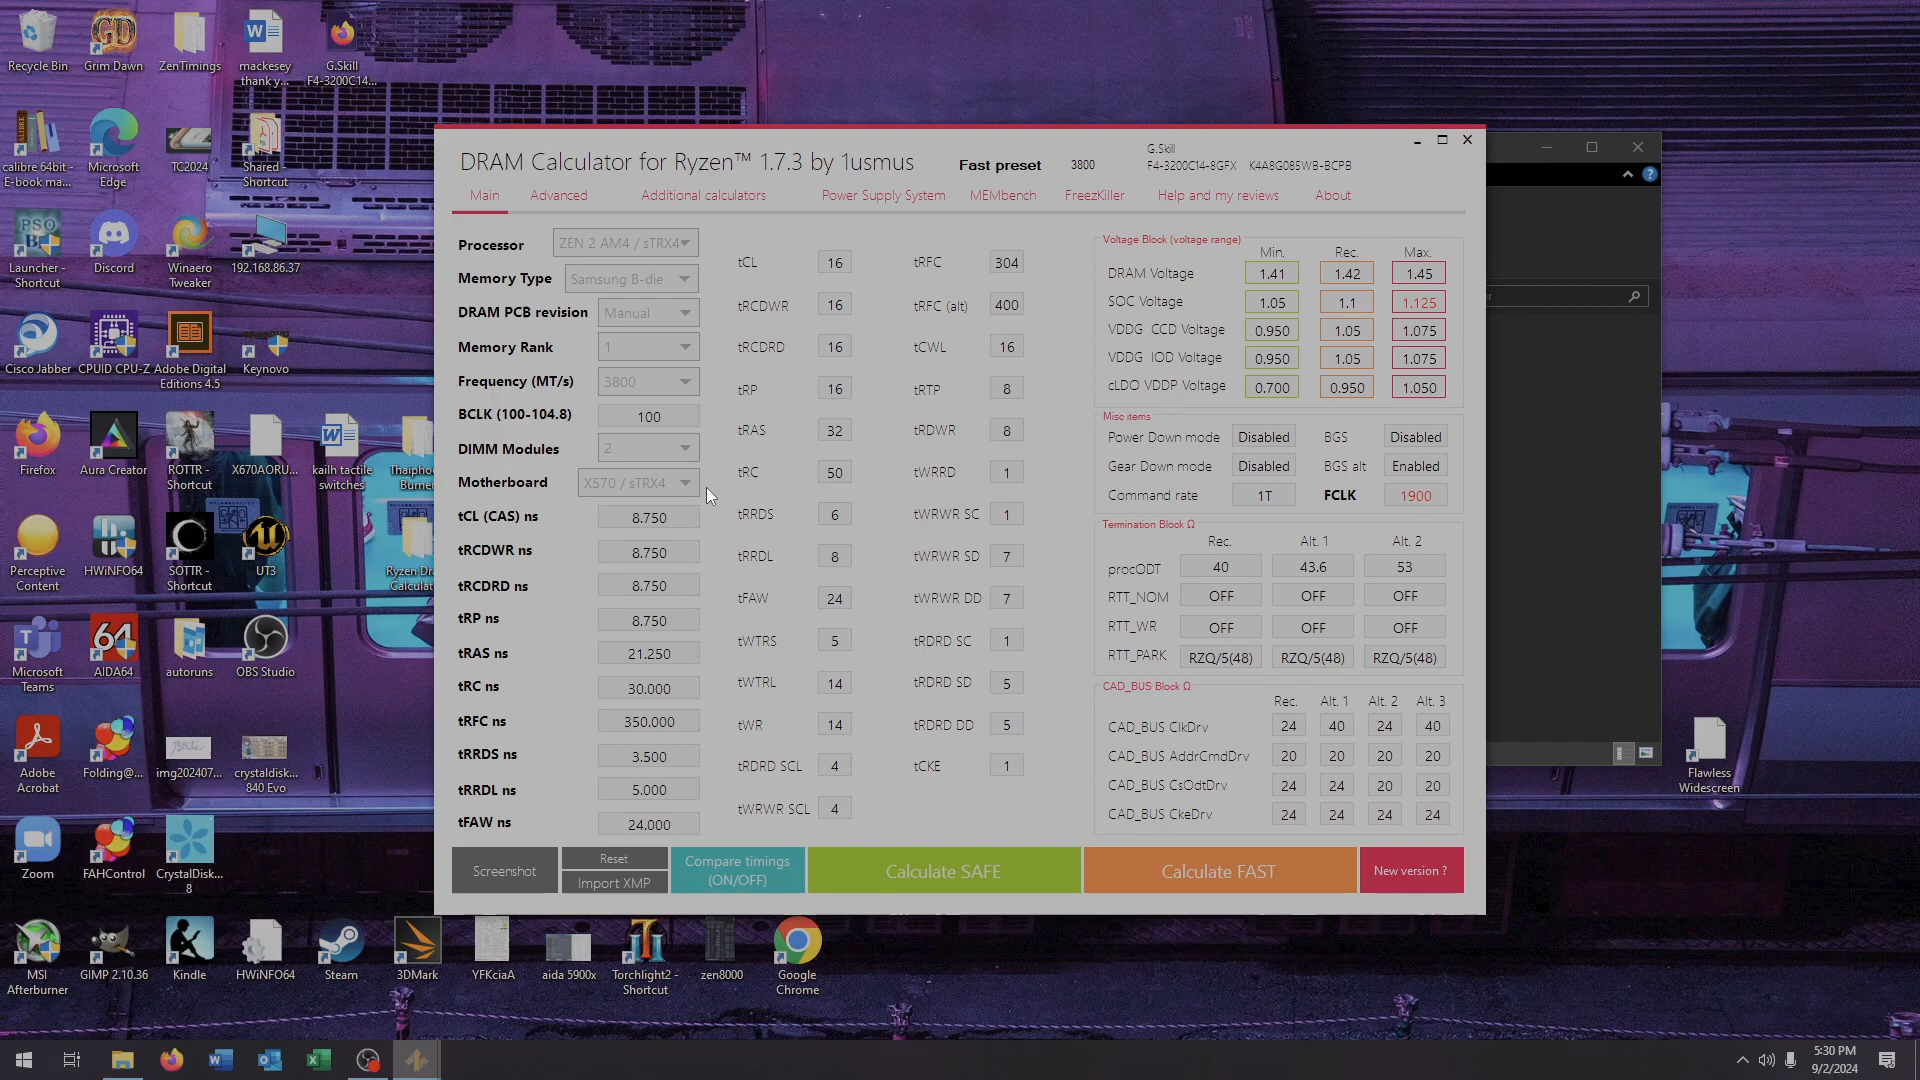 Recycle Bin
Grim Dawn
ZenTimings
mackesey
thank y...
G.Skill
F4-3200C14...
calibre 64bit -
E-book ma...
Microsoft
Edge
TC2024
Shared -
Shortcut
Launcher -
Shortcut
Discord
Winaero
Tweaker
192.168.86.37
Cisco Jabber
CPUID CPU-Z
Adobe Digital
Editions 4.5
Keynovo
Firefox
Aura Creator
ROTTR -
Shortcut
X670AORU...
kailh tactile
switches
Thaiphoo
Burner
Perceptive
Content
HWiNFO64
SOTTR -
Shortcut
UT3
Ryzen Dr
Calculat
Microsoft
Teams
AIDA64
autoruns
OBS Studio
Adobe
Acrobat
Folding@...
img202407...
crystaldisk...
840 Evo
Zoom
FAHControl
CrystalDisk...
8
MSI
Afterburner
GIMP 2.10.36
Kindle
HWiNFO64
Steam
3DMark
YFKciaA
aida 5900x
Torchlight2 -
Shortcut
zen8000
Google
Chrome
Flawless
Widescreen
DRAM Calculator for Ryzen™ 1.7.3 by 1usmus
Fast preset
3800
G.Skill
F4-3200C14-8GFX K4A8G085WB-BCPB
Main Advanced Additional calculators Power Supply System MEMbench FreezKiller Help and my reviews About
Processor ZEN 2 AM4 / sTRX4
Memory Type Samsung B-die
DRAM PCB revision Manual
Memory Rank 1
Frequency (MT/s) 3800
BCLK (100-104.8) 100
DIMM Modules 2
Motherboard X570 / sTRX4
tCL (CAS) ns 8.750
tRCDWR ns 8.750
tRCDRD ns 8.750
tRP ns 8.750
tRAS ns 21.250
tRC ns 30.000
tRFC ns 350.000
tRRDS ns 3.500
tRRDL ns 5.000
tFAW ns 24.000
tCL 16
tRCDWR 16
tRCDRD 16
tRP 16
tRAS 32
tRC 50
tRRDS 6
tRRDL 8
tFAW 24
tWTRS 5
tWTRL 14
tWR 14
tRDRD SCL 4
tWRWR SCL 4
tRFC 304
tRFC (alt) 400
tCWL 16
tRTP 8
tRDWR 8
tWRRD 1
tWRWR SC 1
tWRWR SD 7
tWRWR DD 7
tRDRD SC 1
tRDRD SD 5
tRDRD DD 5
tCKE 1
Voltage Block (voltage range)
Min. Rec. Max.
DRAM Voltage 1.41 1.42 1.45
SOC Voltage 1.05 1.1 1.125
VDDG CCD Voltage 0.950 1.05 1.075
VDDG IOD Voltage 0.950 1.05 1.075
cLDO VDDP Voltage 0.700 0.950 1.050
Misc items
Power Down mode Disabled BGS Disabled
Gear Down mode Disabled BGS alt Enabled
Command rate 1T FCLK 1900
Termination Block Ω
Rec. Alt. 1 Alt. 2
procODT 40 43.6 53
RTT_NOM OFF OFF OFF
RTT_WR OFF OFF OFF
RTT_PARK RZQ/5(48) RZQ/5(48) RZQ/5(48)
CAD_BUS Block Ω
Rec. Alt. 1 Alt. 2 Alt. 3
CAD_BUS ClkDrv 24 40 24 40
CAD_BUS AddrCmdDrv 20 20 20 20
CAD_BUS CsOdtDrv 24 24 20 20
CAD_BUS CkeDrv 24 24 24 24
Screenshot
Reset
Import XMP
Compare timings
(ON/OFF)
Calculate SAFE
Calculate FAST
New version ?
5:30 PM
9/2/2024